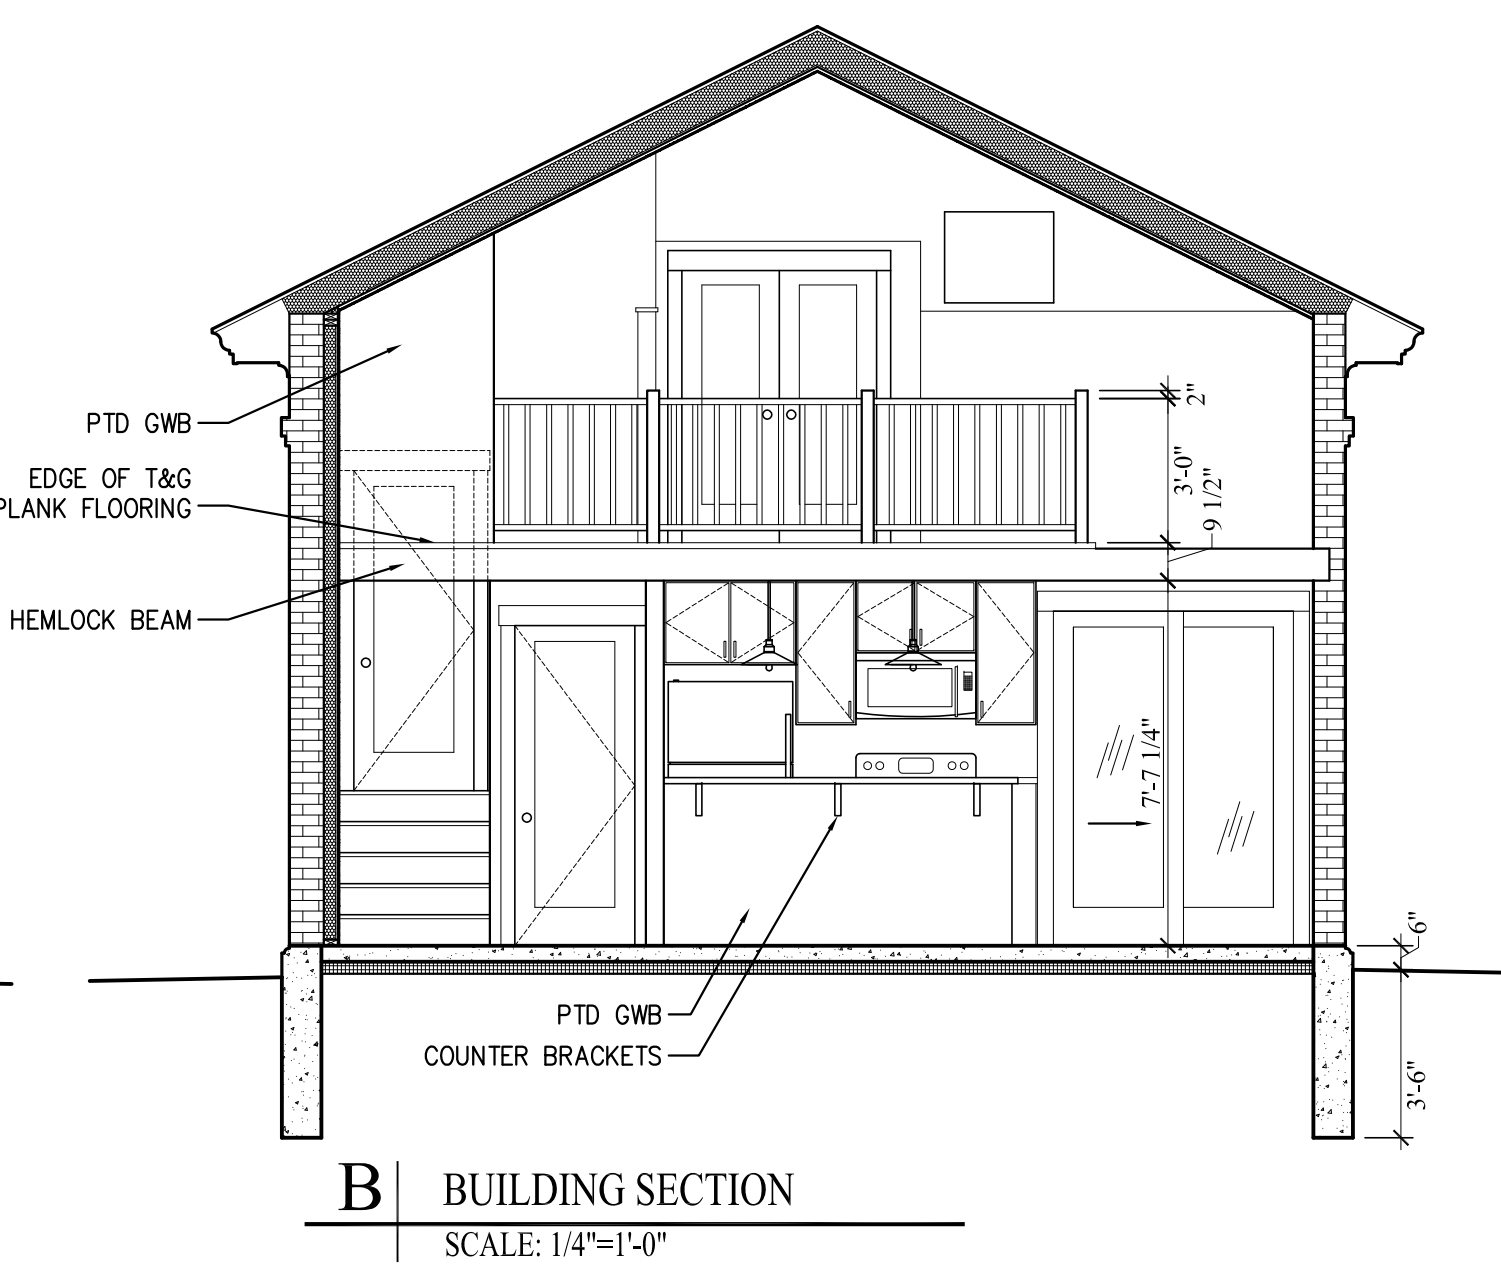 PTD GWB
EDGE OF T&G
PLANK FLOORING
HEMLOCK BEAM
2"
3'-0"
9 1/2"
7'-7 1/4"
6"
3'-6"
PTD GWB
COUNTER BRACKETS
B
BUILDING SECTION
SCALE: 1/4"=1'-0"